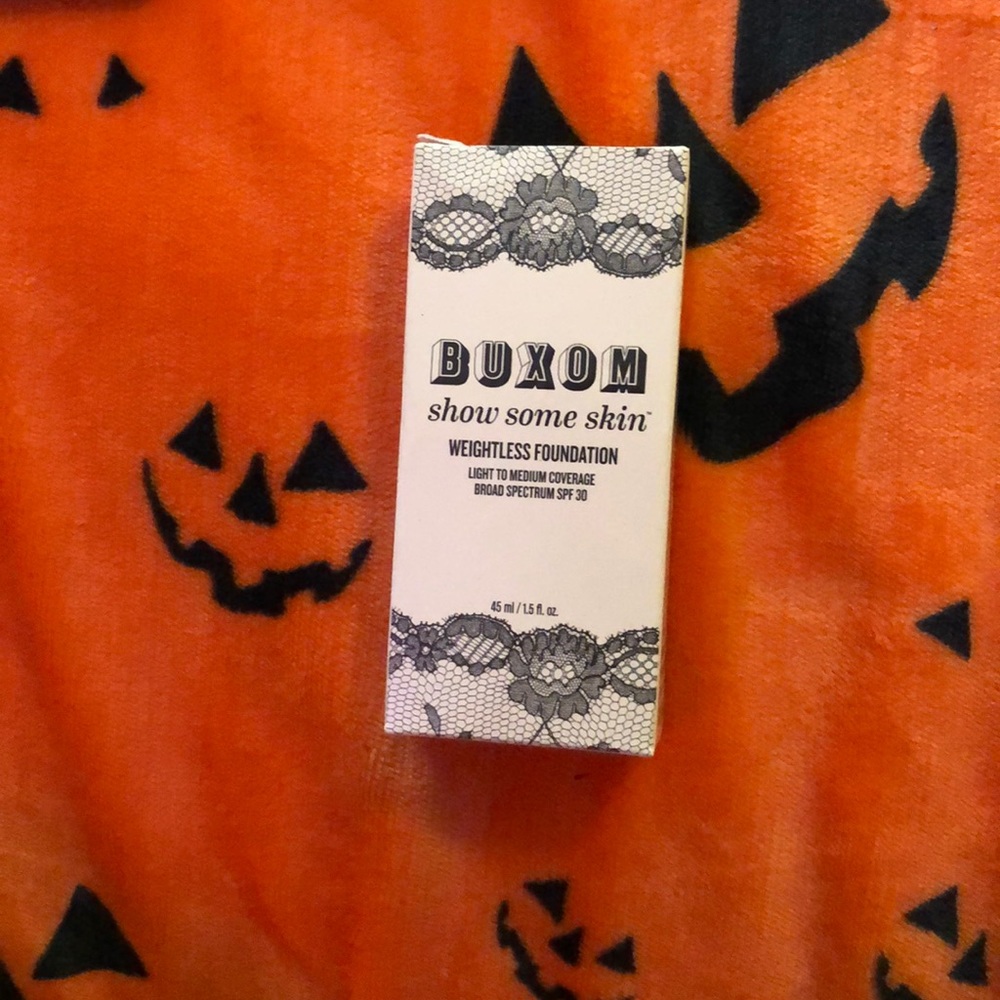 BUXOM
show some skin™
WEIGHTLESS FOUNDATION
LIGHT TO MEDIUM COVERAGE
BROAD SPECTRUM SPF 30
45 ml / 1.5 fl. oz.